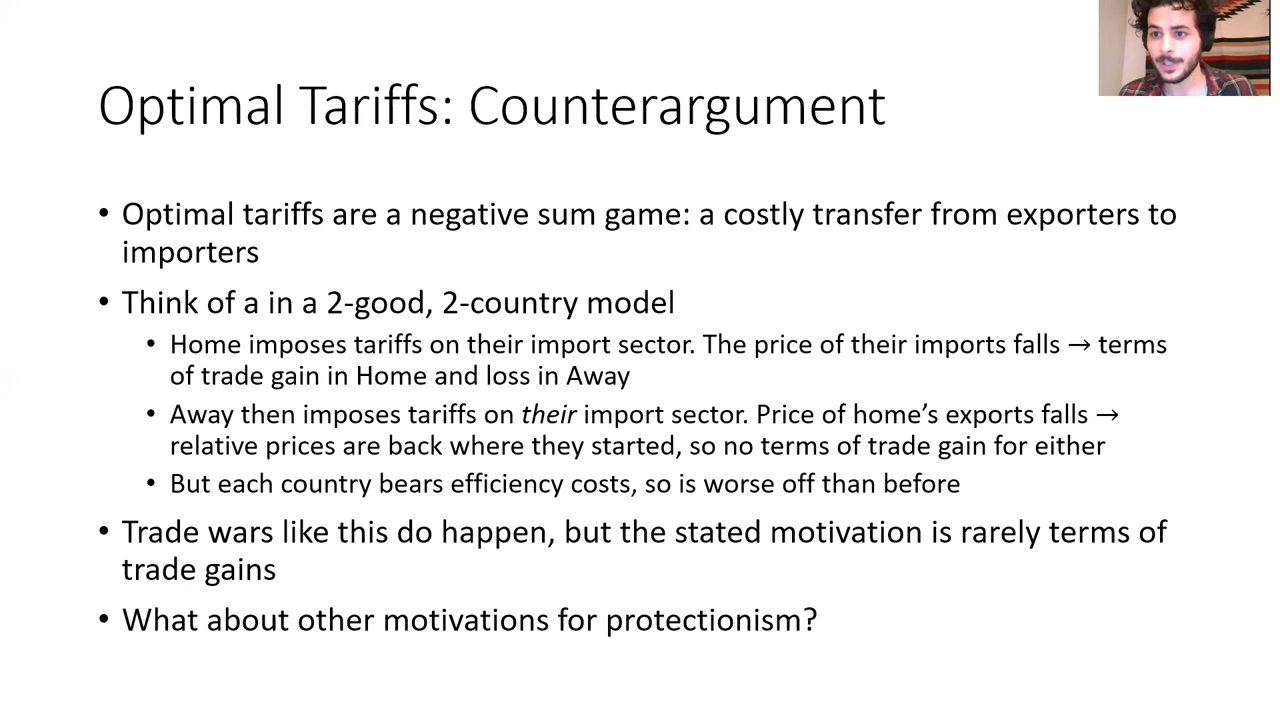 Optimal Tariffs: Counterargument
• Optimal tariffs are a negative sum game: a costly transfer from exporters to
importers
• Think of a in a 2-good, 2-country model
• Home imposes tariffs on their import sector. The price of their imports falls → terms
of trade gain in Home and loss in Away
• Away then imposes tariffs on their import sector. Price of home’s exports falls →
relative prices are back where they started, so no terms of trade gain for either
• But each country bears efficiency costs, so is worse off than before
• Trade wars like this do happen, but the stated motivation is rarely terms of
trade gains
• What about other motivations for protectionism?